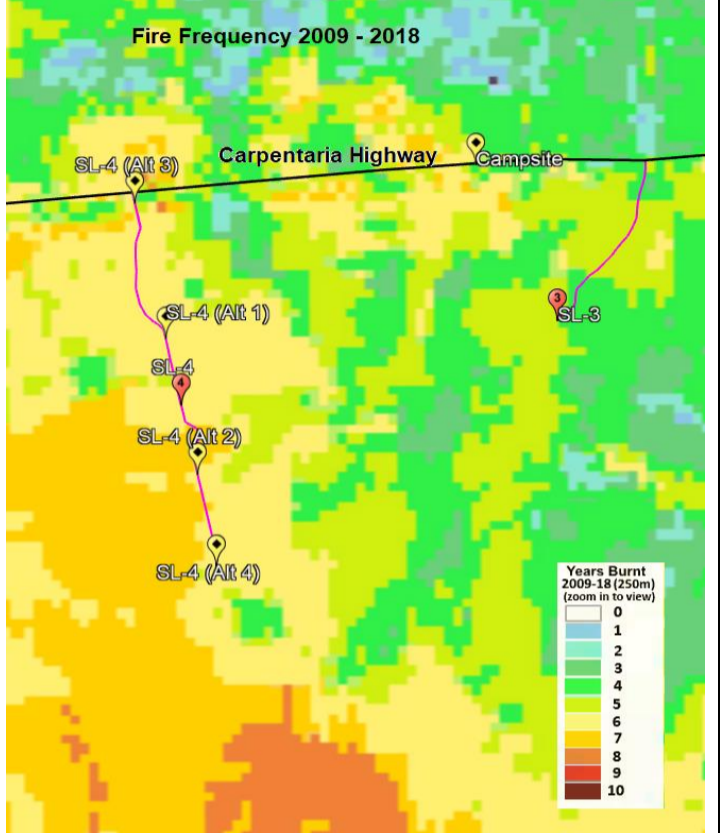 Fire Frequency 2009 - 2018
Carpentaria Highway
Campsite
SL-4 (Alt 3)
3
SL-3
SL-4 (Alt 1)
SL-4
4
SL-4 (Alt 2)
SL-4 (Alt 4)
Years Burnt
2009-18 (250m)
(zoom in to view)
0
1
2
3
4
5
6
7
8
9
10